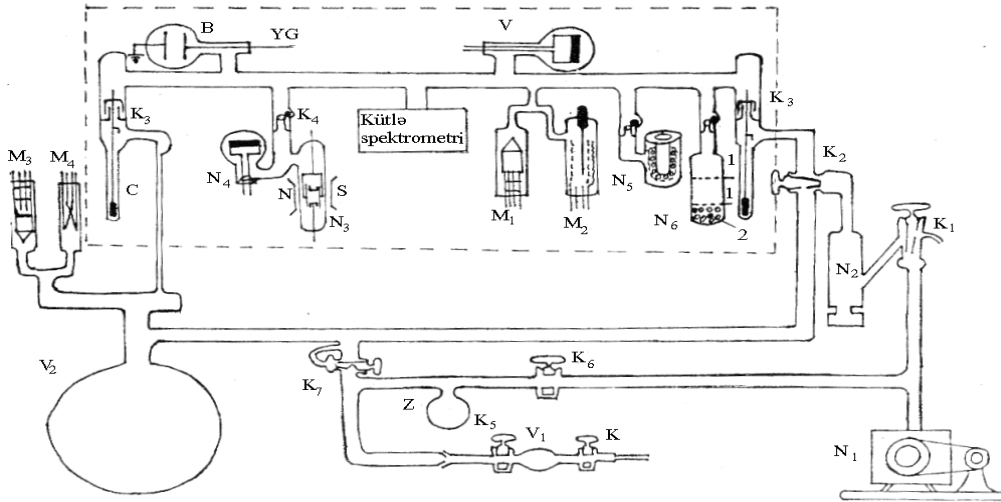 B
YG
V
K3
K4
Kütlə
spektrometri
K3
M3
M4
C
N4
N
S
N3
M1
M2
N5
N6
1
1
2
K2
K1
N2
V2
K7
K6
Z
K5
V1
K
N1